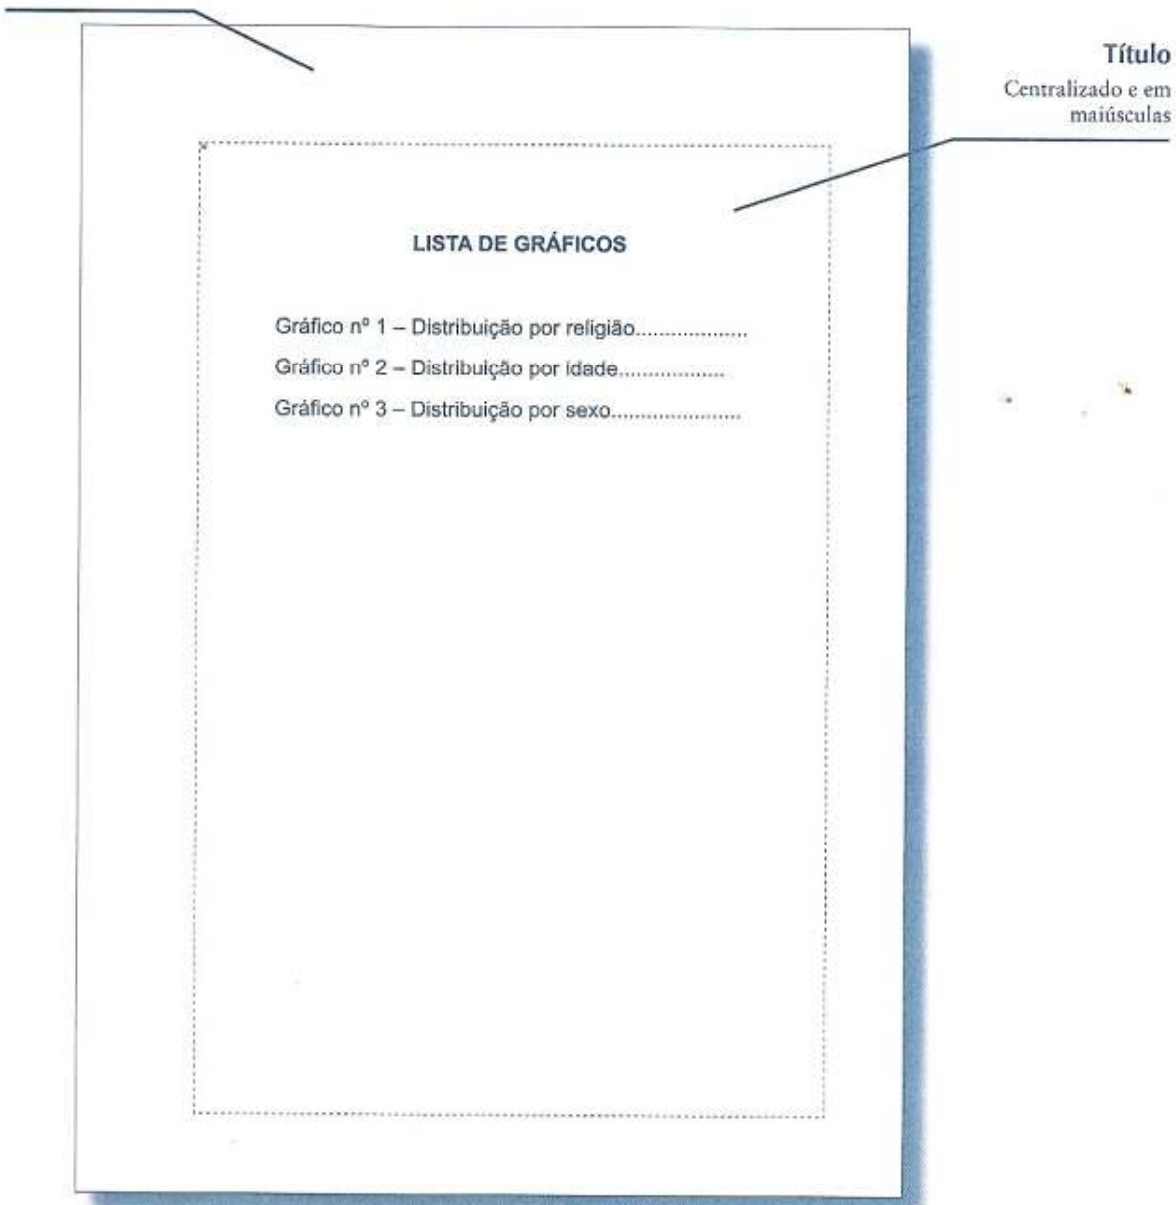 Título
Centralizado e em
maiúsculas
LISTA DE GRÁFICOS
Gráfico nº 1 – Distribuição por religião...................
Gráfico nº 2 – Distribuição por idade..................
Gráfico nº 3 – Distribuição por sexo......................